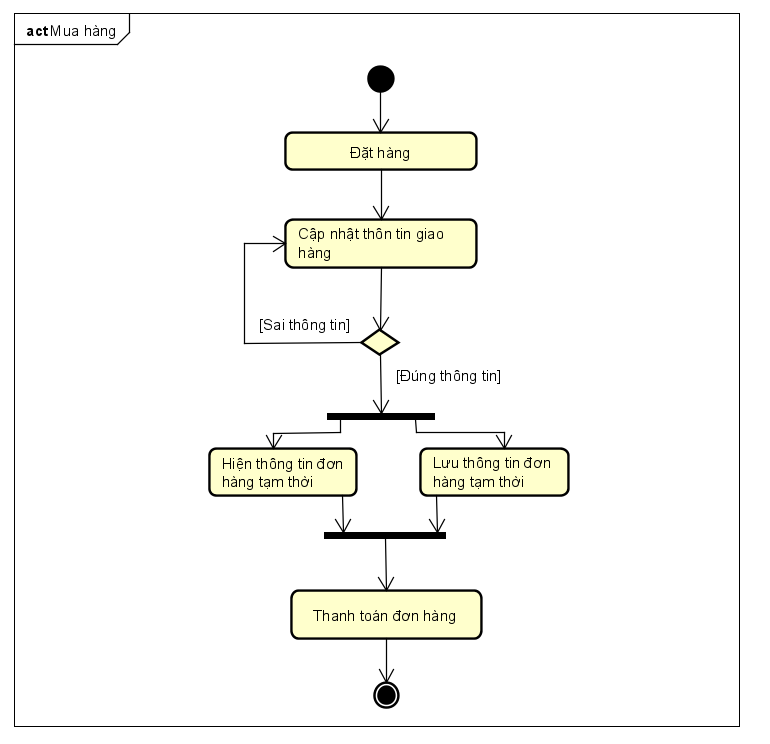 act Mua hàng
Đặt hàng
Cập nhật thôn tin giao
hàng
[Sai thông tin]
[Đúng thông tin]
Hiện thông tin đơn
hàng tạm thời
Lưu thông tin đơn
hàng tạm thời
Thanh toán đơn hàng